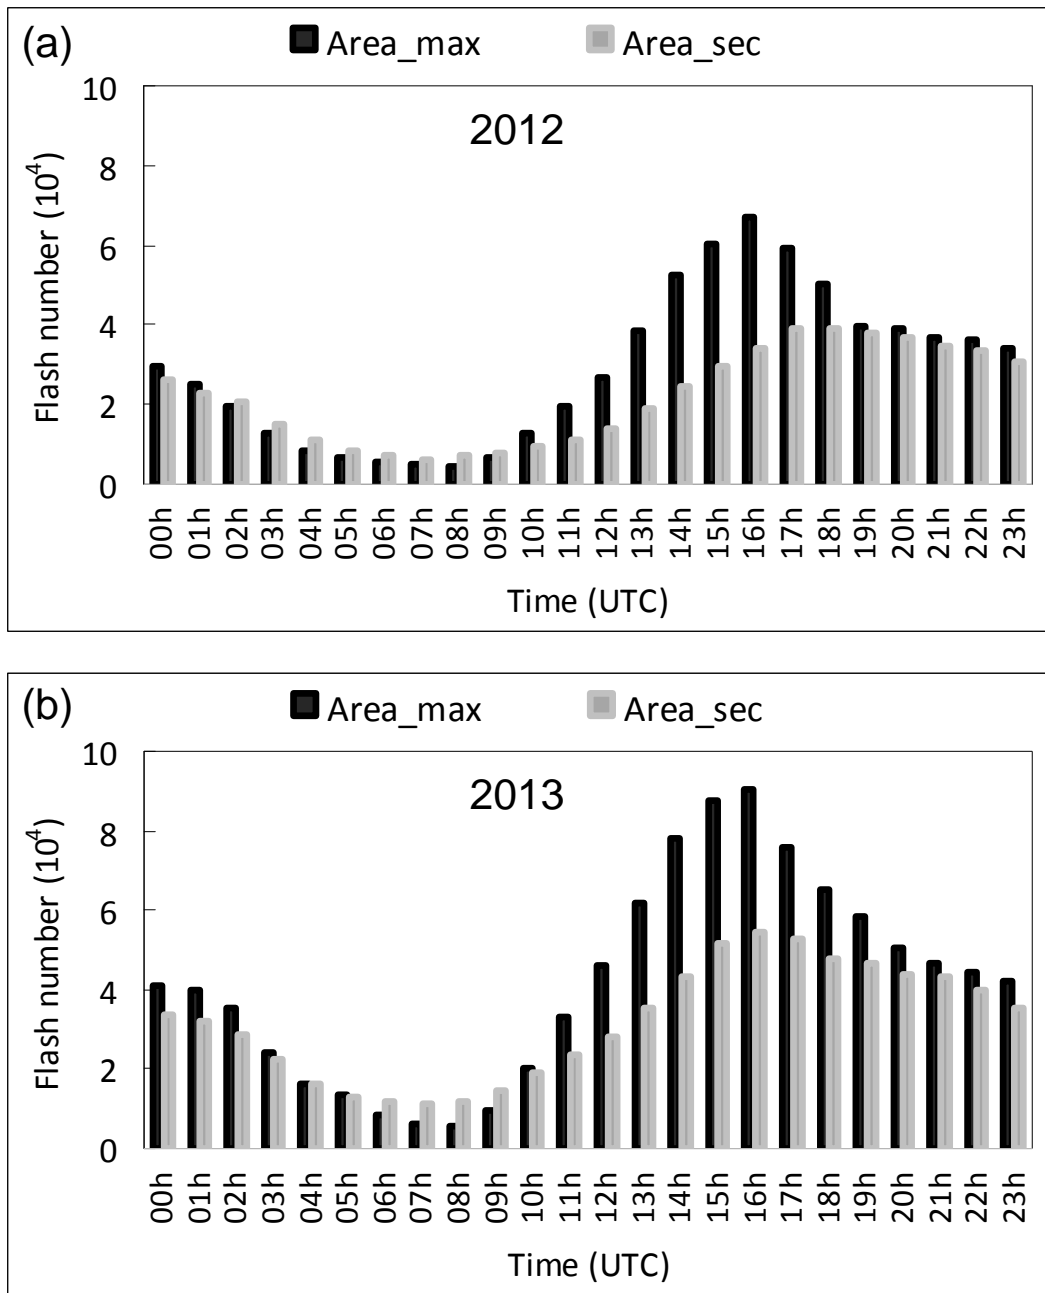 (a)
Area_max Area_sec
10
8
6
4
2
0
Flash number (10⁴)
2012
00h 01h 02h 03h 04h 05h 06h 07h 08h 09h 10h 11h 12h 13h 14h 15h 16h 17h 18h 19h 20h 21h 22h 23h
Time (UTC)
(b)
Area_max Area_sec
10
8
6
4
2
0
Flash number (10⁴)
2013
00h 01h 02h 03h 04h 05h 06h 07h 08h 09h 10h 11h 12h 13h 14h 15h 16h 17h 18h 19h 20h 21h 22h 23h
Time (UTC)